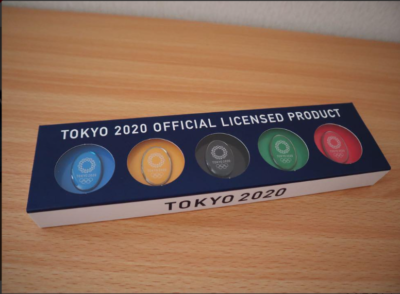 TOKYO 2020 OFFICIAL LICENSED PRODUCT
TOKYO 2020